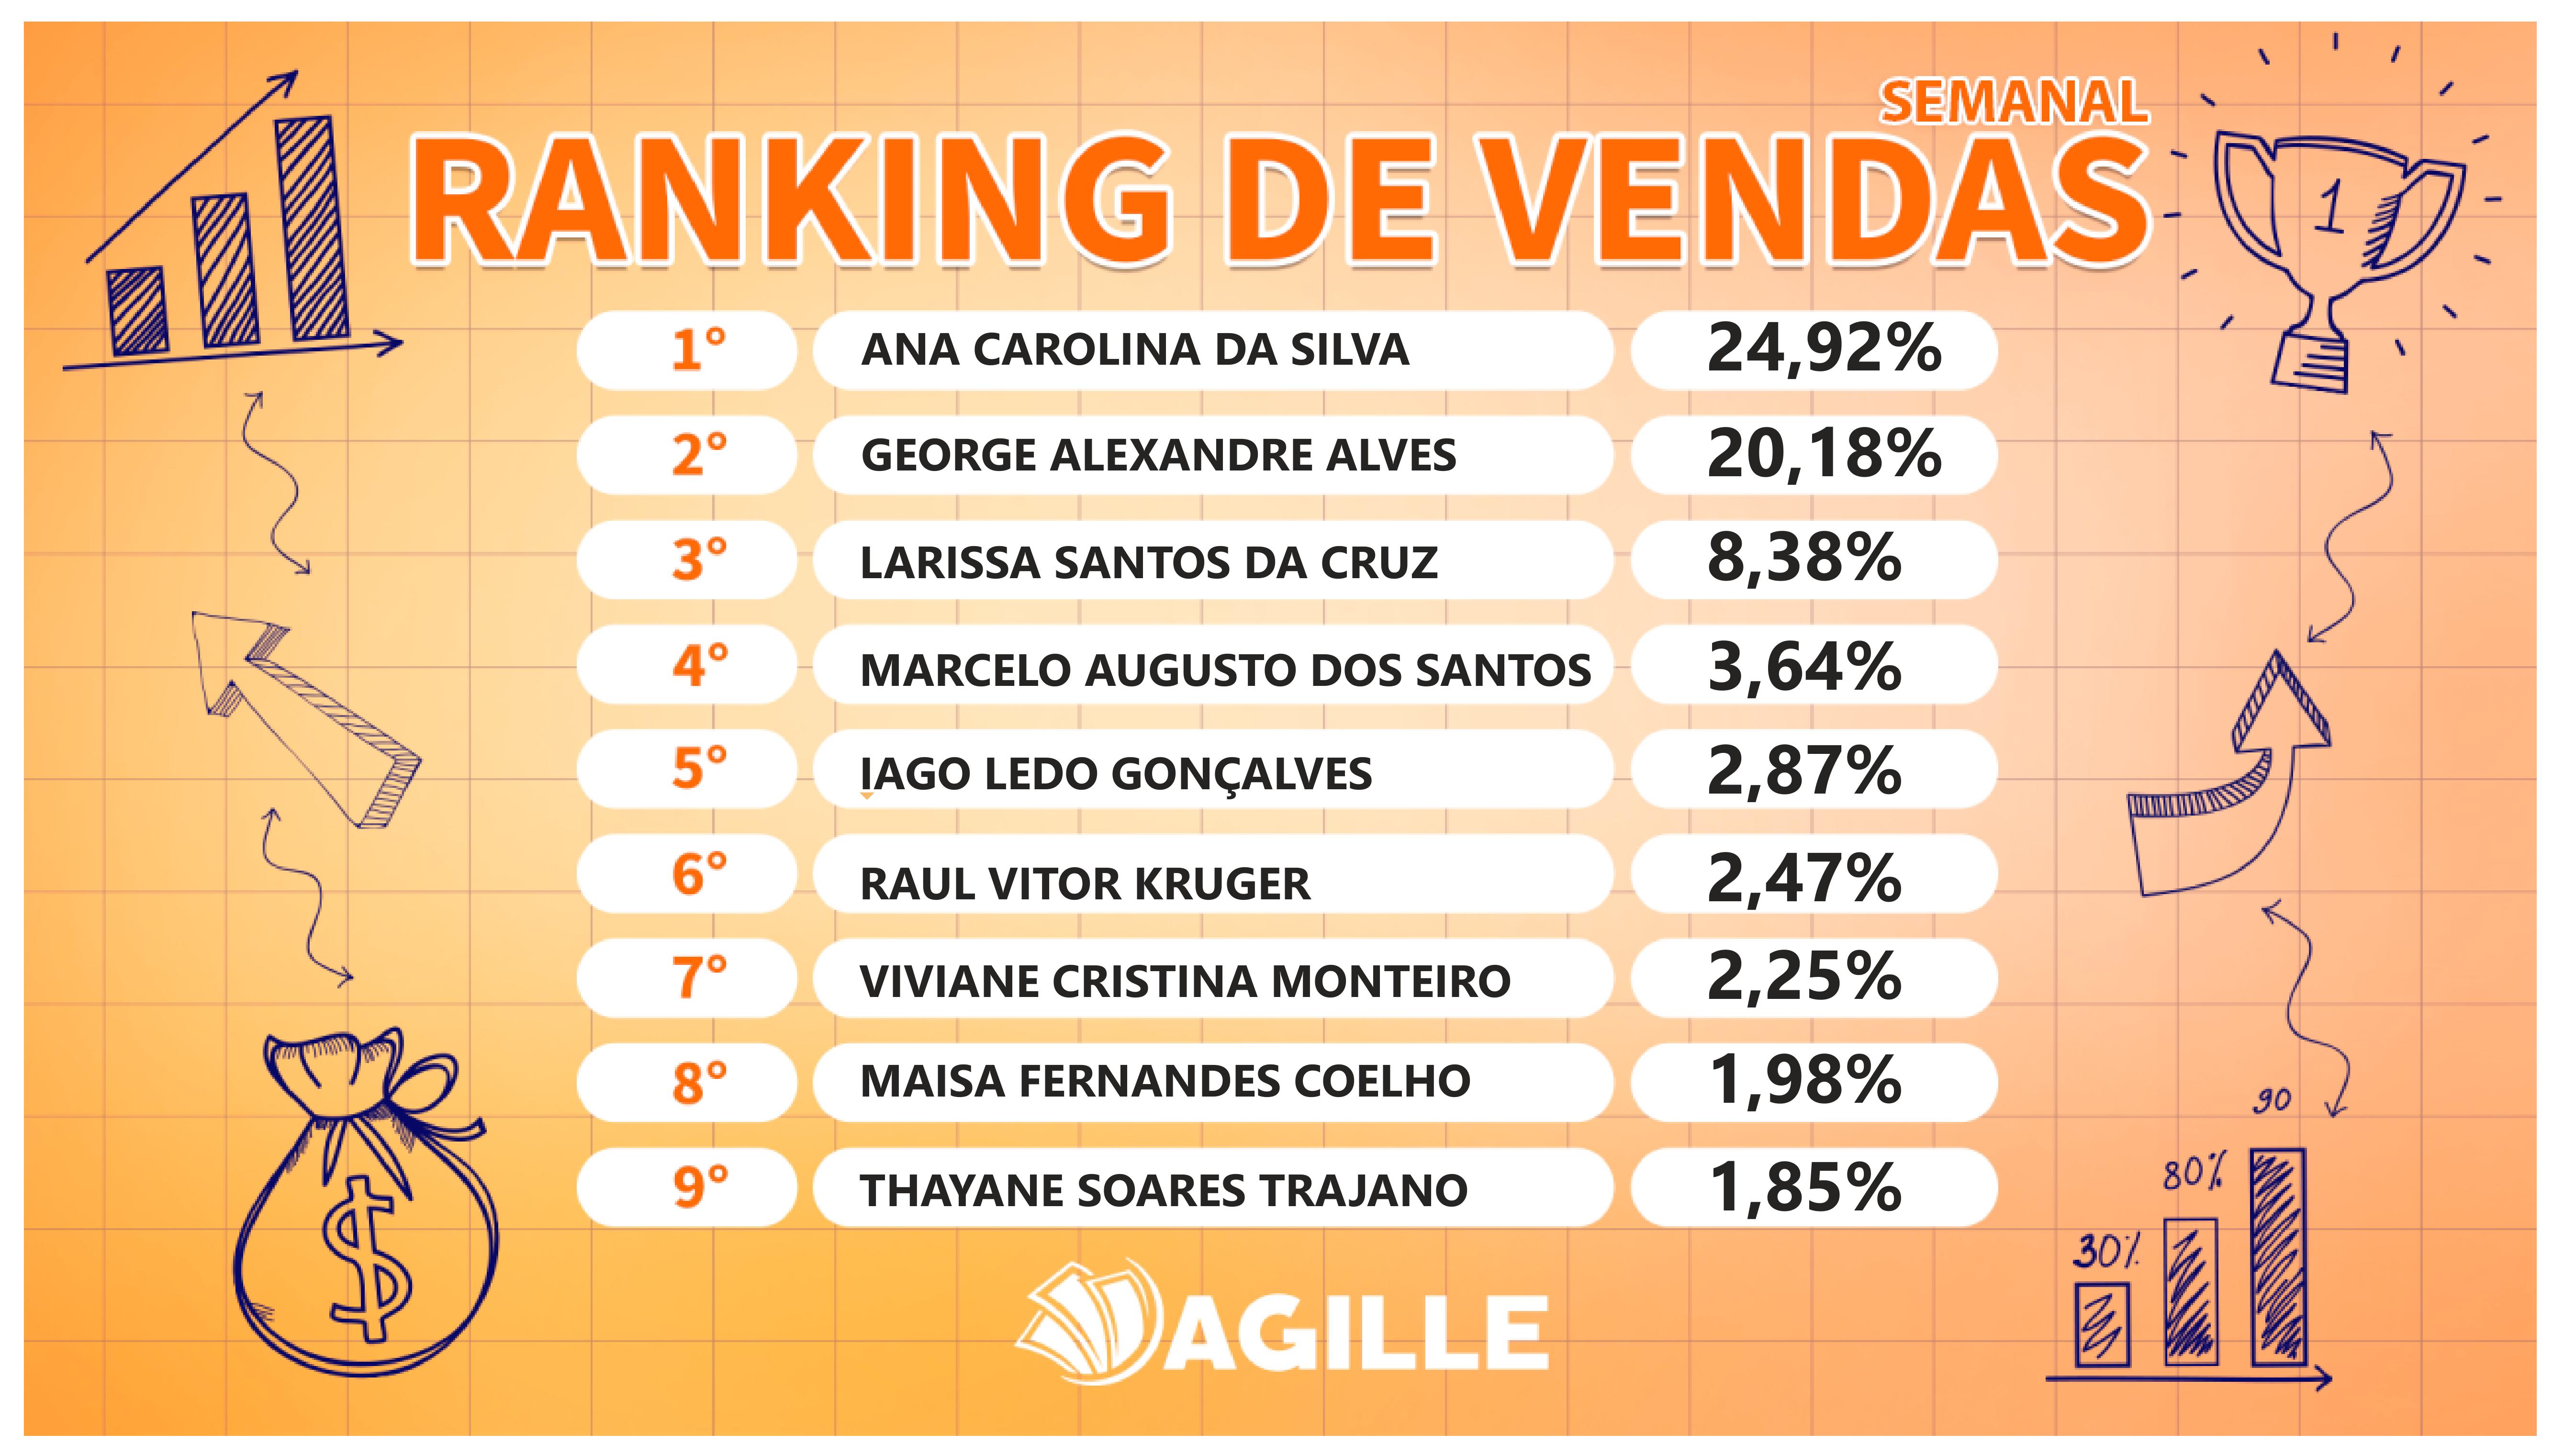 SEMANAL
RANKING DE VENDAS
1
1° ANA CAROLINA DA SILVA 24,92%
2° GEORGE ALEXANDRE ALVES 20,18%
3° LARISSA SANTOS DA CRUZ 8,38%
4° MARCELO AUGUSTO DOS SANTOS 3,64%
5° IAGO LEDO GONÇALVES 2,87%
6° RAUL VITOR KRUGER 2,47%
7° VIVIANE CRISTINA MONTEIRO 2,25%
8° MAISA FERNANDES COELHO 1,98%
9° THAYANE SOARES TRAJANO 1,85%
$
30% 80% 90
AGILLE